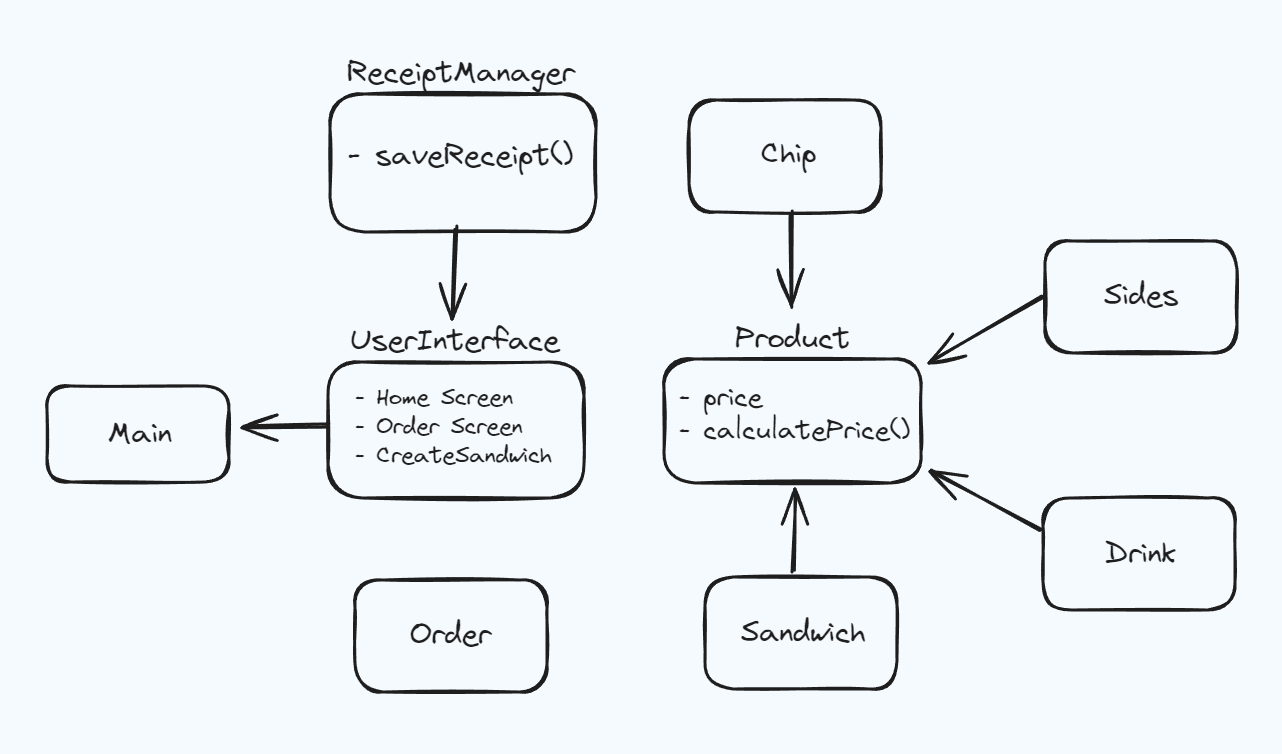 ReceiptManager
- saveReceipt()
Chip
Sides
UserInterface
- Home Screen
- Order Screen
- CreateSandwich
Product
- price
- calculatePrice()
Main
Drink
Order
Sandwich